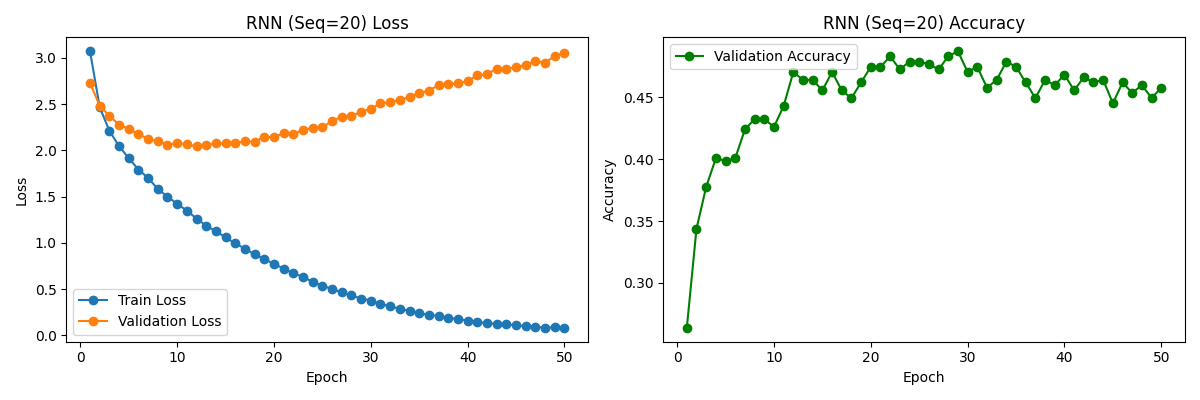 RNN (Seq=20) Loss
3.0
2.5
2.0
1.5
1.0
0.5
0.0
Loss
Train Loss
Validation Loss
0 10 20 30 40 50
Epoch
RNN (Seq=20) Accuracy
Validation Accuracy
0.45
0.40
0.35
0.30
Accuracy
0 10 20 30 40 50
Epoch